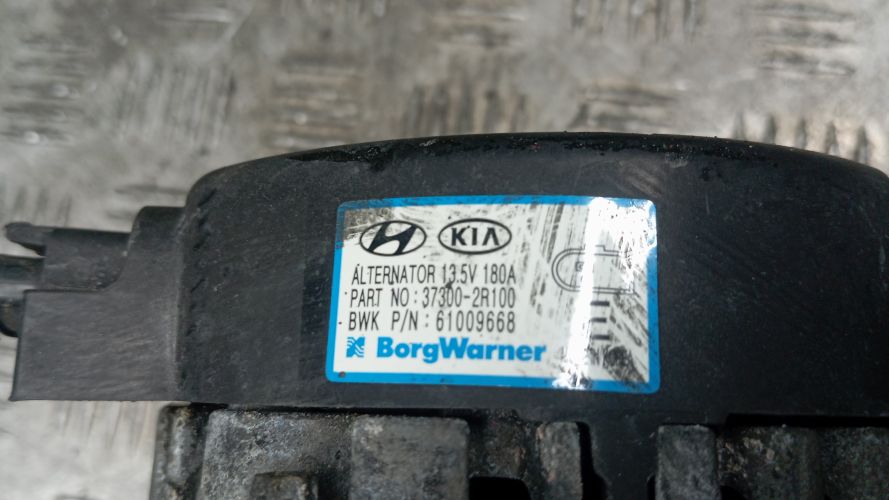 KIA
ALTERNATOR 13.5V 180A
PART NO : 37300-2R100
BWK P/N : 61009668
BorgWarner